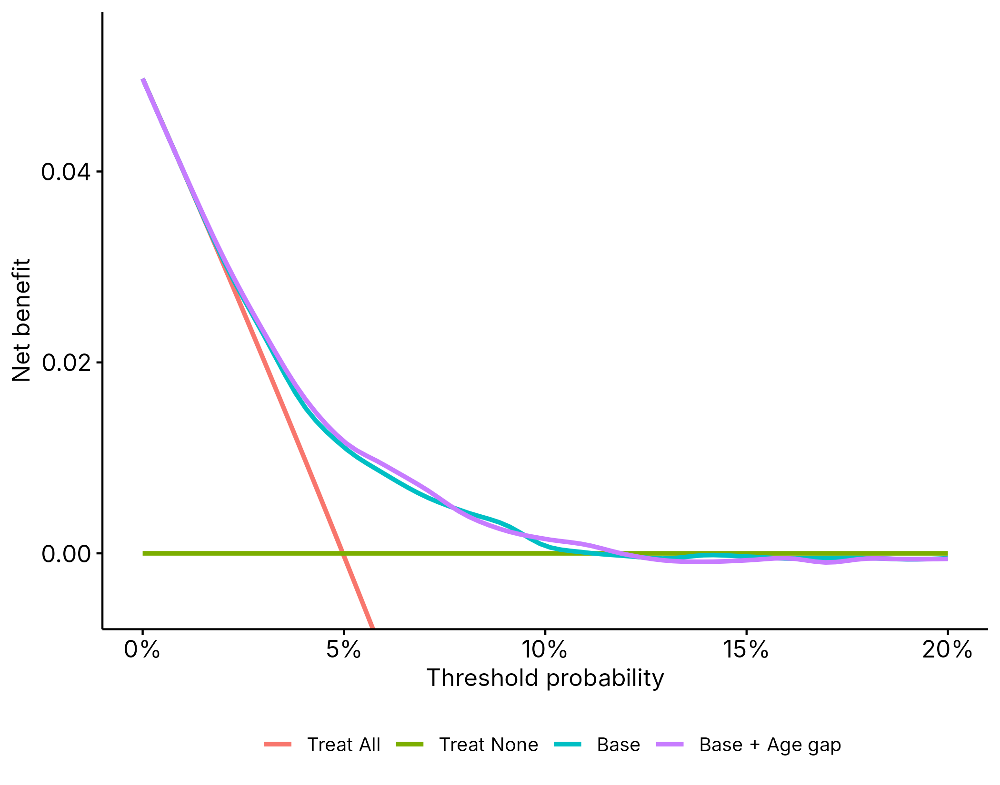 Net benefit
0.04
0.02
0.00
0% 5% 10% 15% 20%
Threshold probability
Treat All Treat None Base Base + Age gap